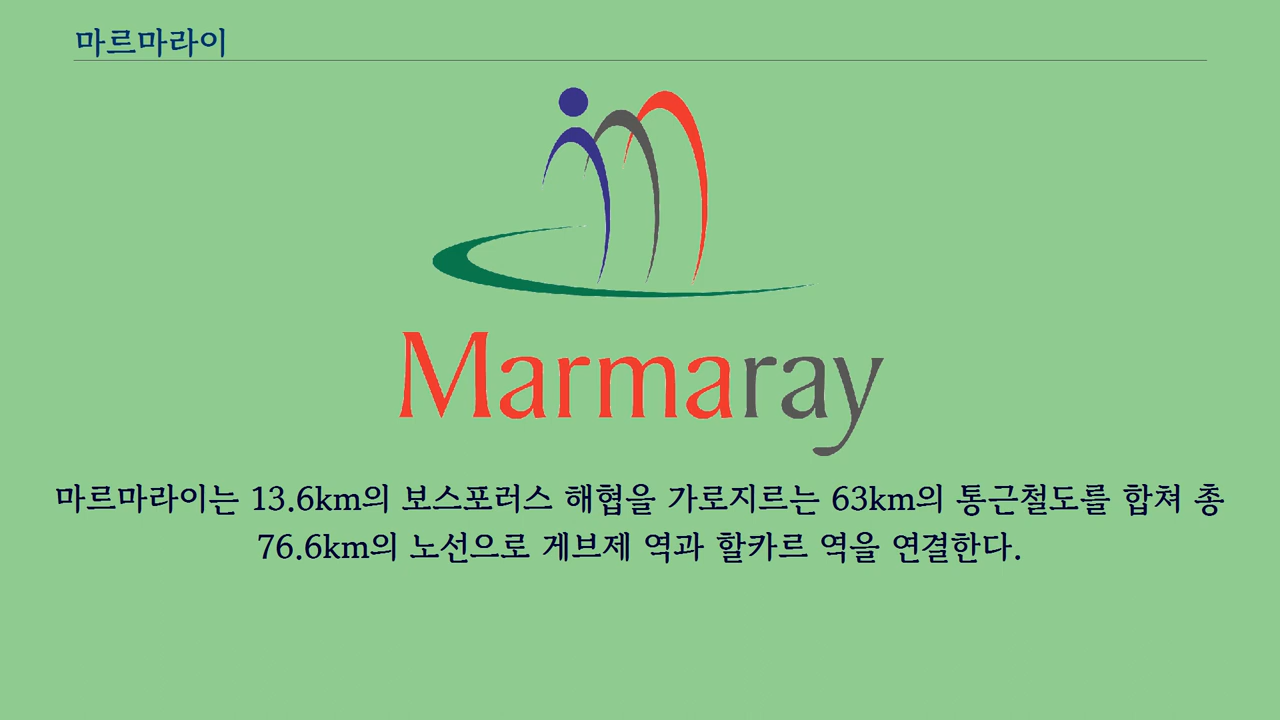 마르마라이
Marmaray
마르마라이는 13.6km의 보스포러스 해협을 가로지르는 63km의 통근철도를 합쳐 총
76.6km의 노선으로 게브제 역과 할카르 역을 연결한다.